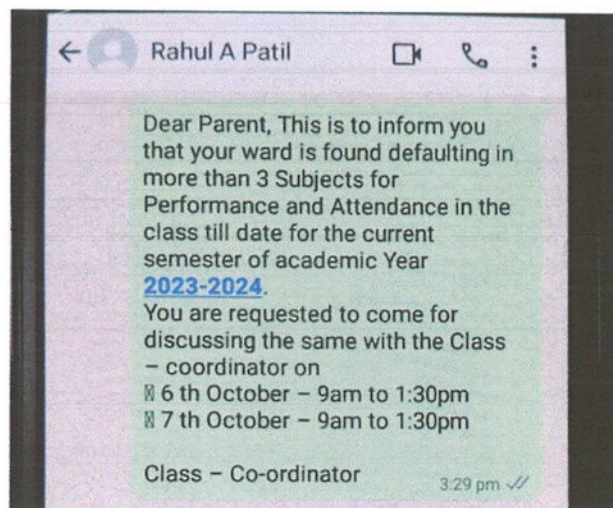 Rahul A Patil
Dear Parent, This is to inform you
that your ward is found defaulting in
more than 3 Subjects for
Performance and Attendance in the
class till date for the current
semester of academic Year
2023-2024.
You are requested to come for
discussing the same with the Class
– coordinator on
6 th October – 9am to 1:30pm
7 th October – 9am to 1:30pm
Class – Co-ordinator
3:29 pm